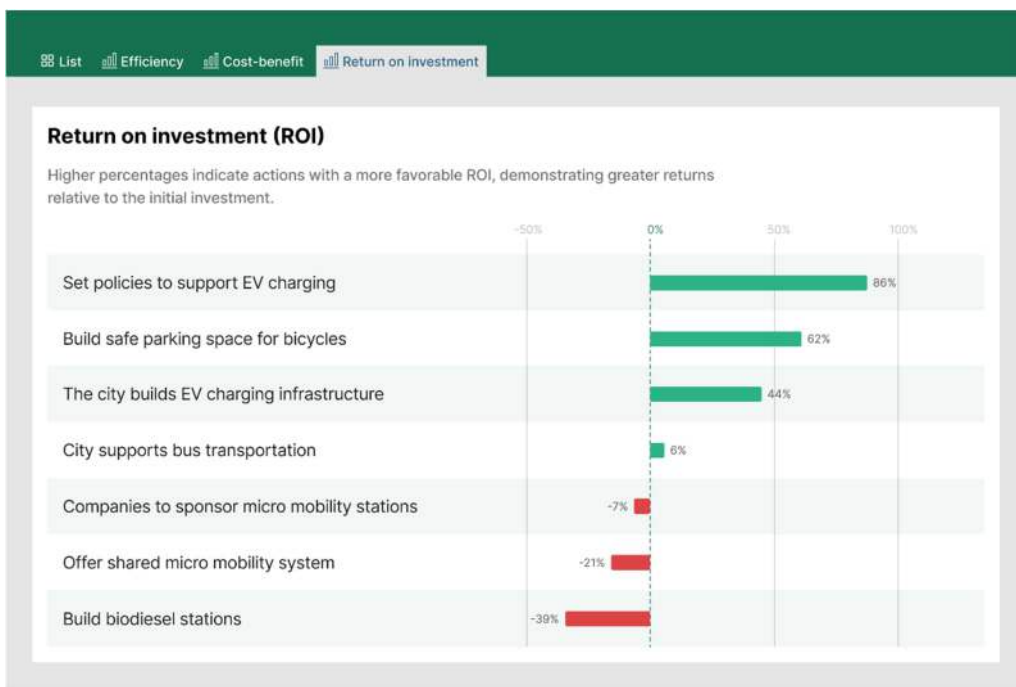 List Efficiency Cost-benefit Return on investment
Return on investment (ROI)
Higher percentages indicate actions with a more favorable ROI, demonstrating greater returns
relative to the initial investment.
-50% 0% 50% 100%
Set policies to support EV charging 86%
Build safe parking space for bicycles 62%
The city builds EV charging infrastructure 44%
City supports bus transportation 6%
Companies to sponsor micro mobility stations -7%
Offer shared micro mobility system -21%
Build biodiesel stations -39%